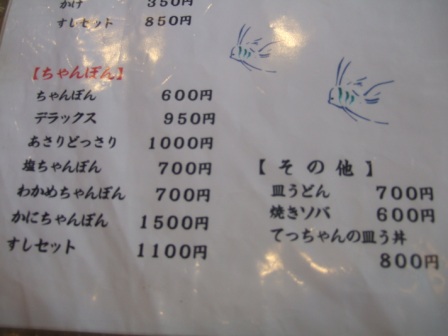 かけ 350円
すしセット 850円
【ちゃんぽん】
ちゃんぽん 600円
デラックス 950円
あさりどっさり 1000円
塩ちゃんぽん 700円
わかめちゃんぽん 700円
かにちゃんぽん 1500円
すしセット 1100円
【その他】
皿うどん 700円
焼きソバ 600円
てっちゃんの皿う丼
800円